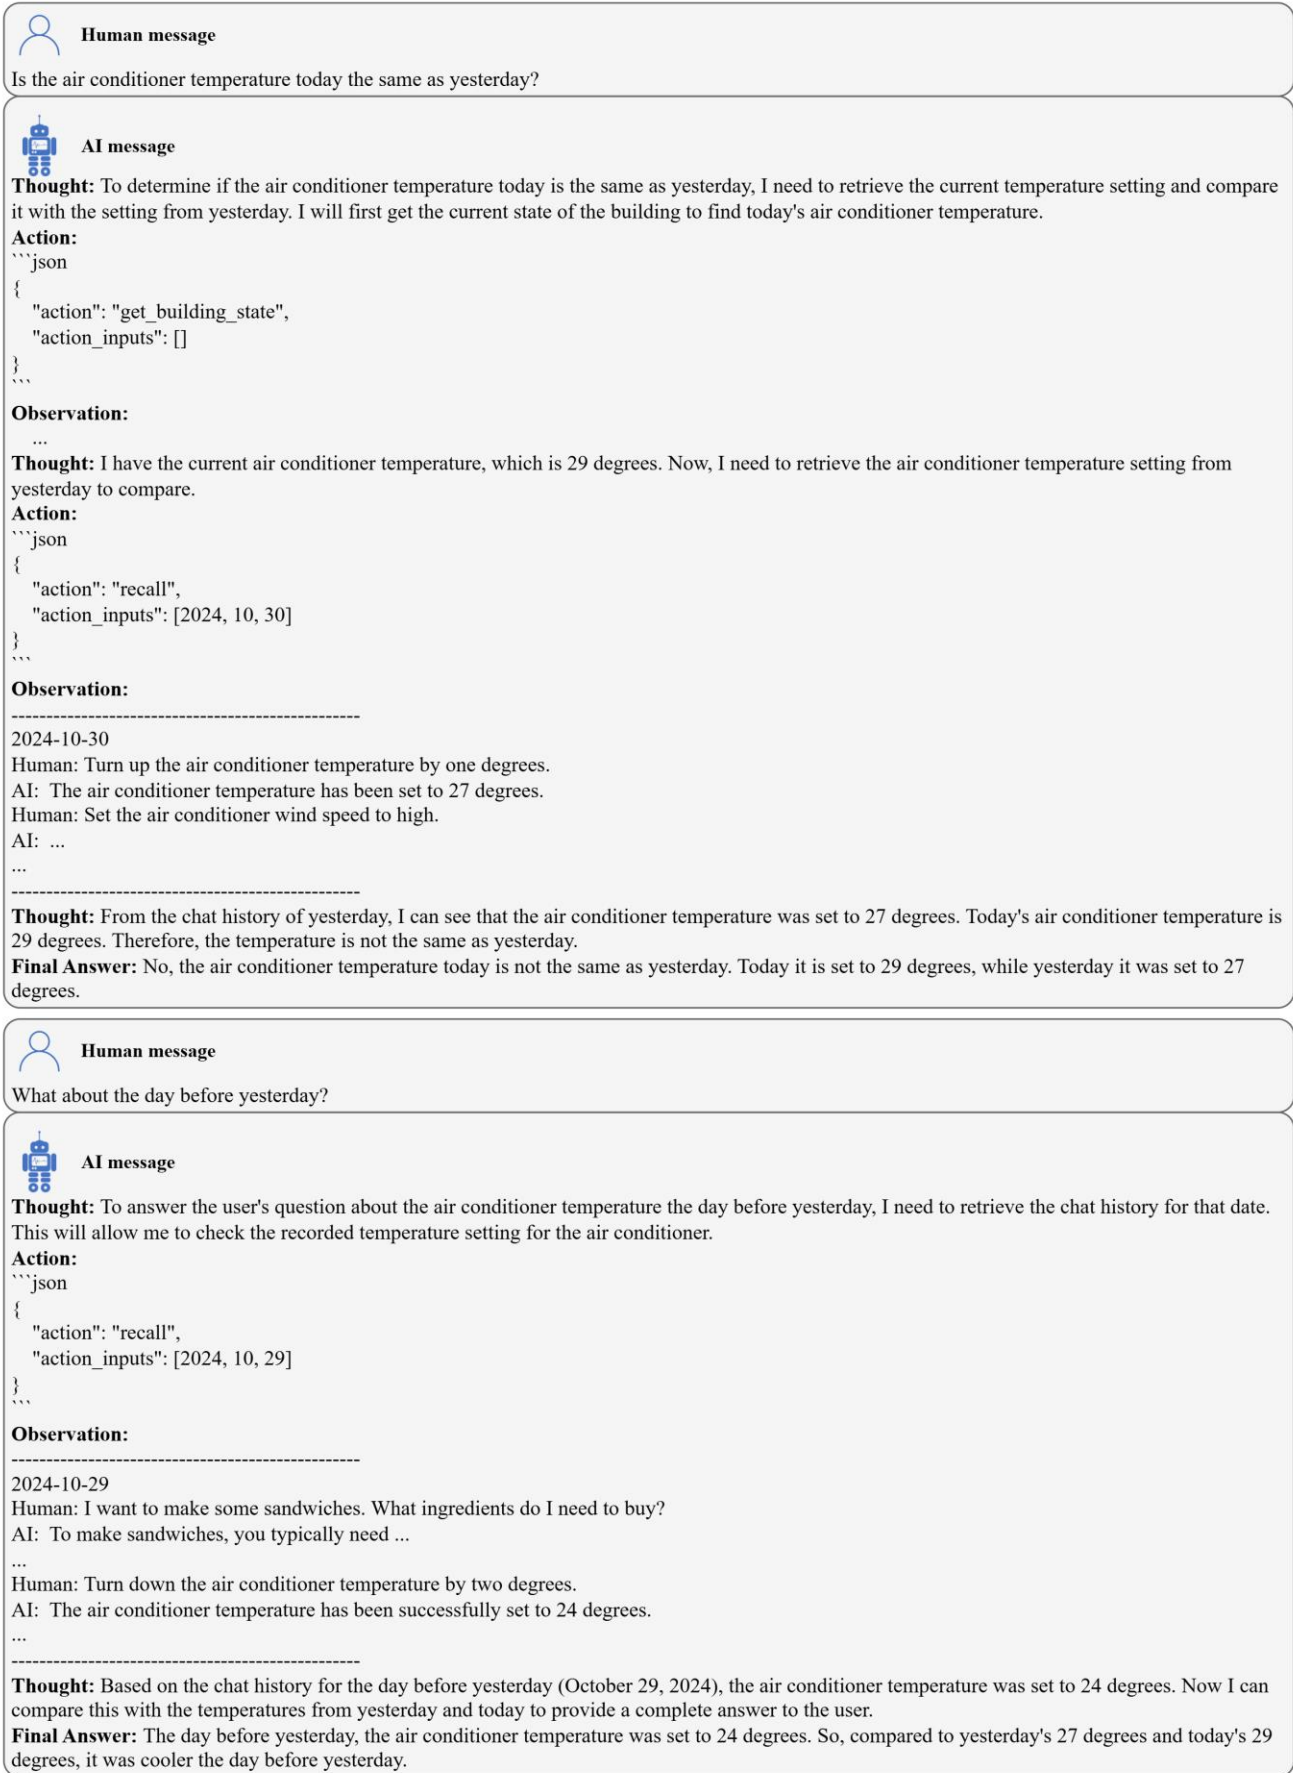 Human message
Is the air conditioner temperature today the same as yesterday?
AI message
Thought: To determine if the air conditioner temperature today is the same as yesterday, I need to retrieve the current temperature setting and compare
it with the setting from yesterday. I will first get the current state of the building to find today's air conditioner temperature.
Action:
```json
{
    "action": "get_building_state",
    "action_inputs": []
}
```
Observation:
    ...
Thought: I have the current air conditioner temperature, which is 29 degrees. Now, I need to retrieve the air conditioner temperature setting from
yesterday to compare.
Action:
```json
{
    "action": "recall",
    "action_inputs": [2024, 10, 30]
}
```
Observation:
--------------------------------------------------
2024-10-30
Human: Turn up the air conditioner temperature by one degrees.
AI:  The air conditioner temperature has been set to 27 degrees.
Human: Set the air conditioner wind speed to high.
AI:  ...
...
--------------------------------------------------
Thought: From the chat history of yesterday, I can see that the air conditioner temperature was set to 27 degrees. Today's air conditioner temperature is
29 degrees. Therefore, the temperature is not the same as yesterday.
Final Answer: No, the air conditioner temperature today is not the same as yesterday. Today it is set to 29 degrees, while yesterday it was set to 27
degrees.
Human message
What about the day before yesterday?
AI message
Thought: To answer the user's question about the air conditioner temperature the day before yesterday, I need to retrieve the chat history for that date.
This will allow me to check the recorded temperature setting for the air conditioner.
Action:
```json
{
    "action": "recall",
    "action_inputs": [2024, 10, 29]
}
```
Observation:
--------------------------------------------------
2024-10-29
Human: I want to make some sandwiches. What ingredients do I need to buy?
AI:  To make sandwiches, you typically need ...
...
Human: Turn down the air conditioner temperature by two degrees.
AI:  The air conditioner temperature has been successfully set to 24 degrees.
...
--------------------------------------------------
Thought: Based on the chat history for the day before yesterday (October 29, 2024), the air conditioner temperature was set to 24 degrees. Now I can
compare this with the temperatures from yesterday and today to provide a complete answer to the user.
Final Answer: The day before yesterday, the air conditioner temperature was set to 24 degrees. So, compared to yesterday's 27 degrees and today's 29
degrees, it was cooler the day before yesterday.